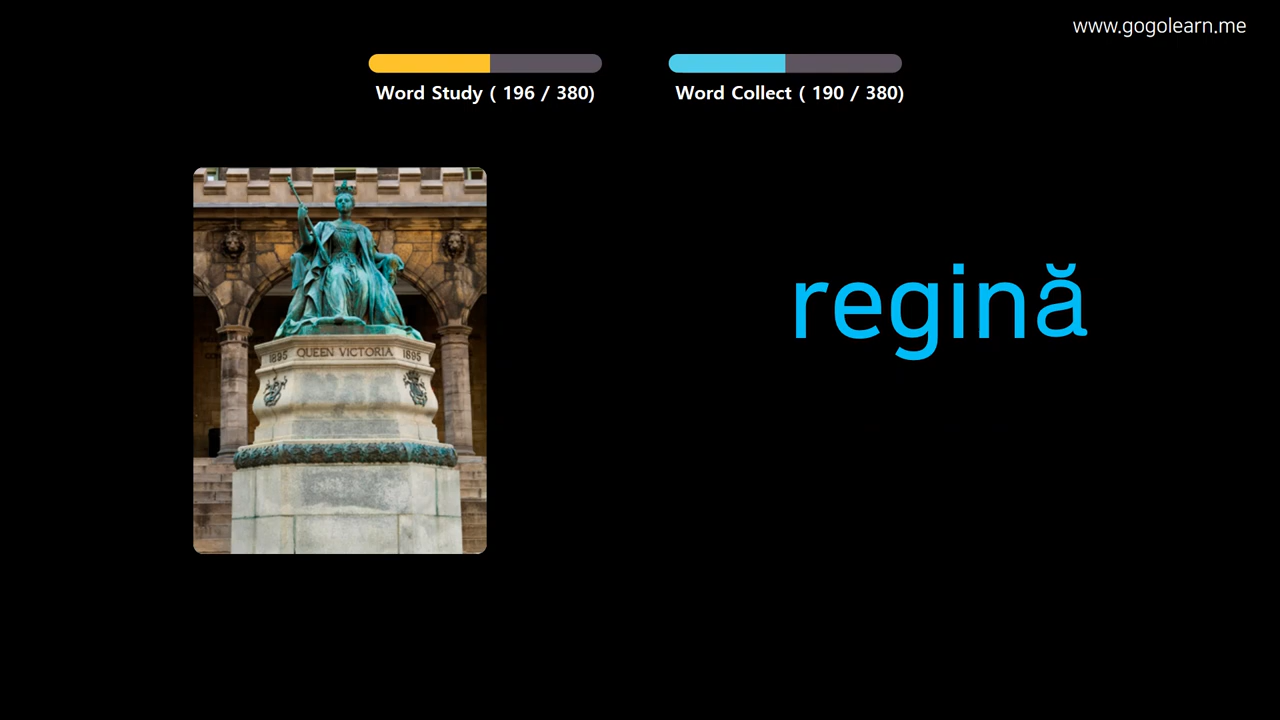 www.gogolearn.me
Word Study ( 196 / 380)
Word Collect ( 190 / 380)
regină
1895 QUEEN VICTORIA 1895